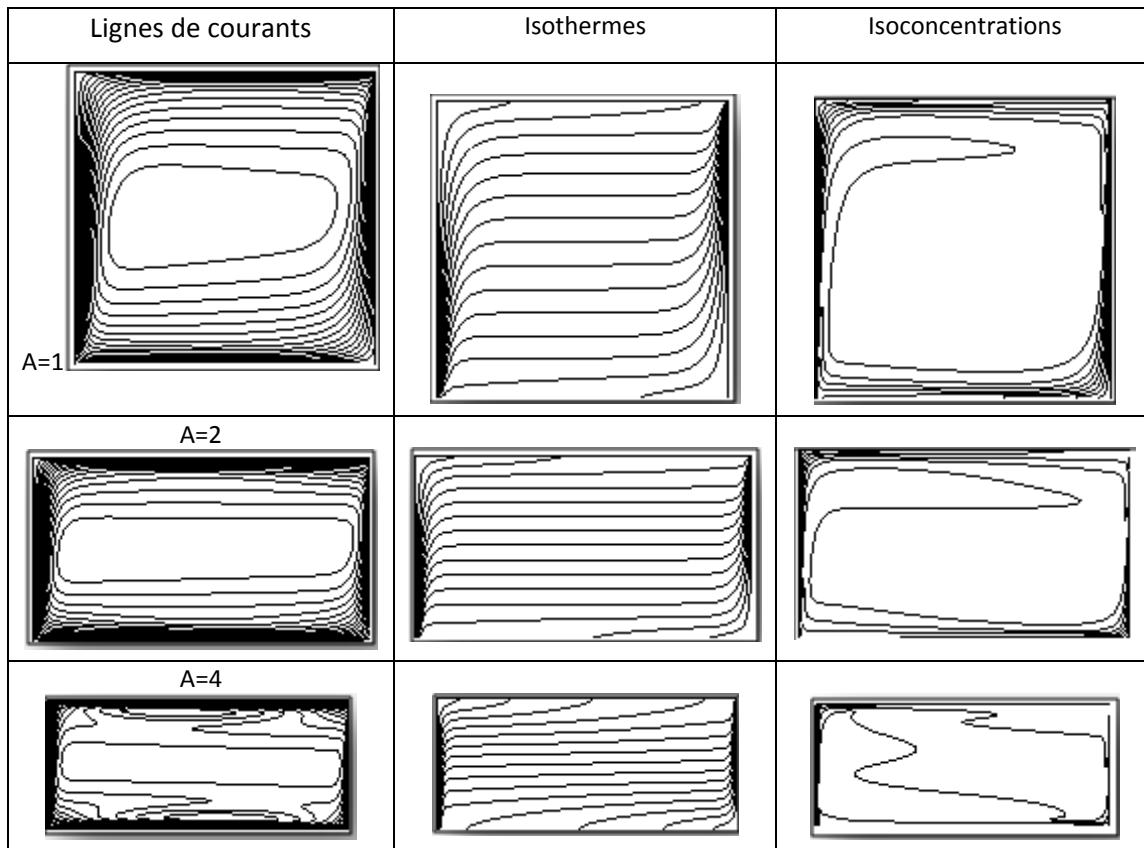 Lignes de courants
Isothermes
Isoconcentrations
A=1
A=2
A=4